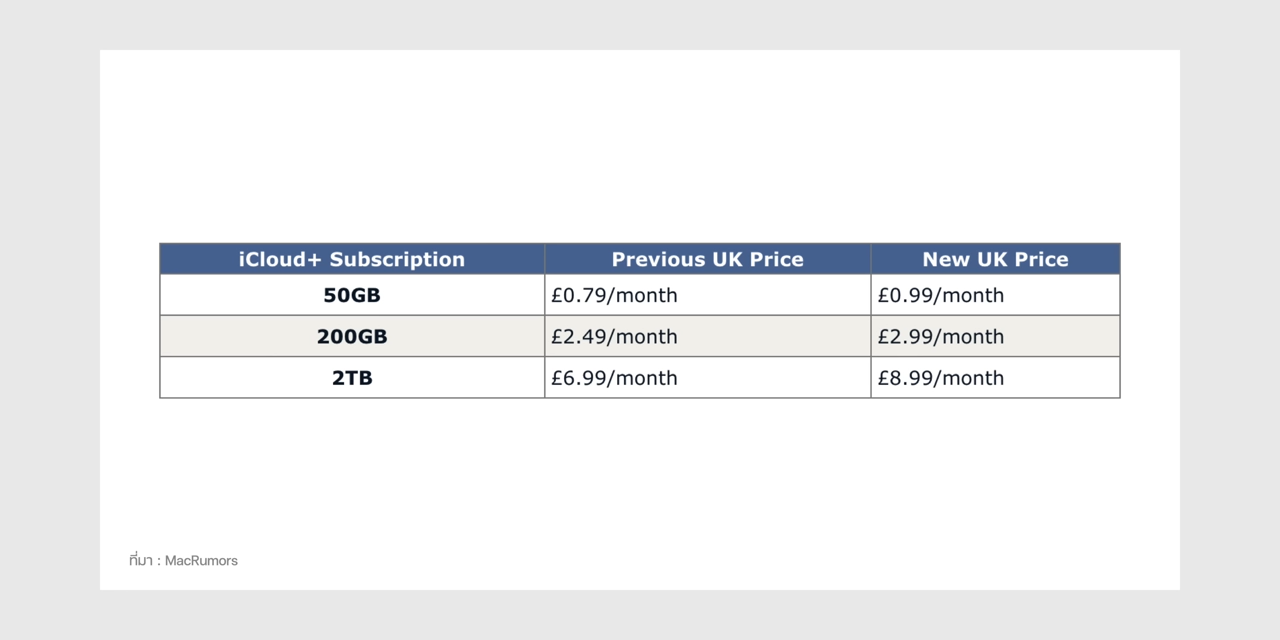 iCloud+ Subscription Previous UK Price New UK Price
50GB £0.79/month £0.99/month
200GB £2.49/month £2.99/month
2TB £6.99/month £8.99/month
ที่มา : MacRumors